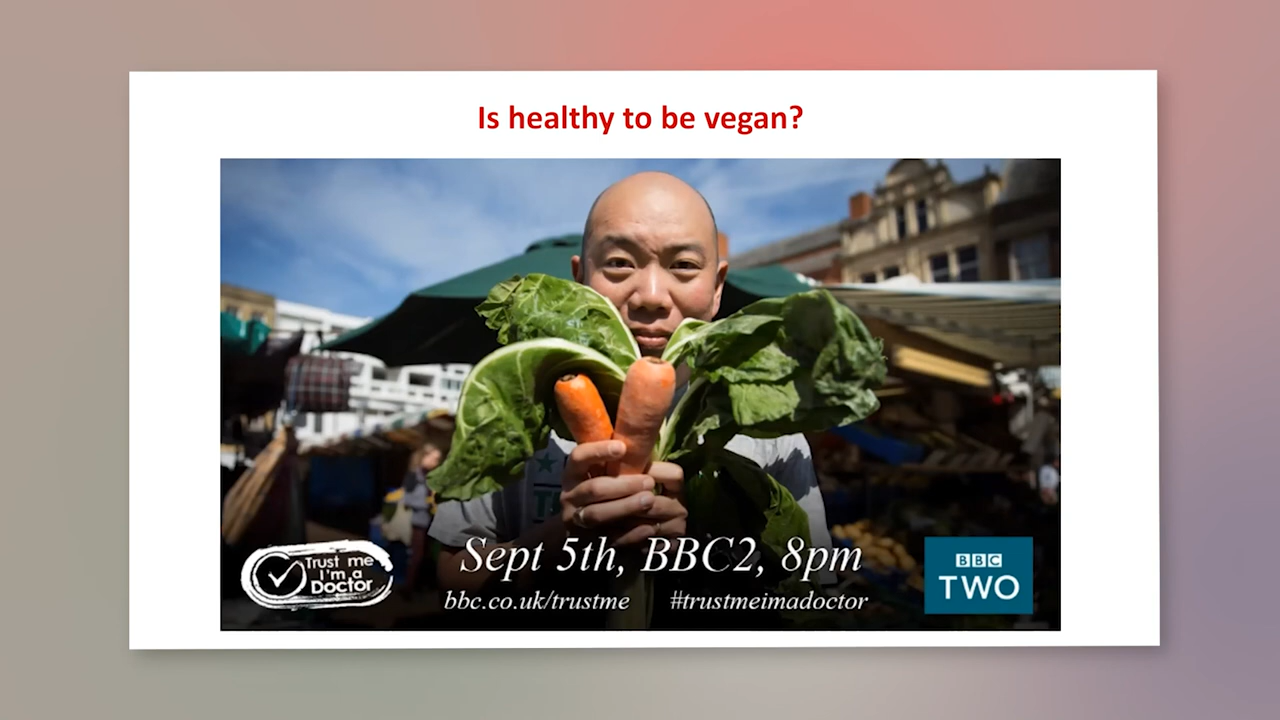 Is healthy to be vegan?
Trust me
I'm a
Doctor
Sept 5th, BBC2, 8pm
bbc.co.uk/trustme #trustmeimadoctor
BBC
TWO